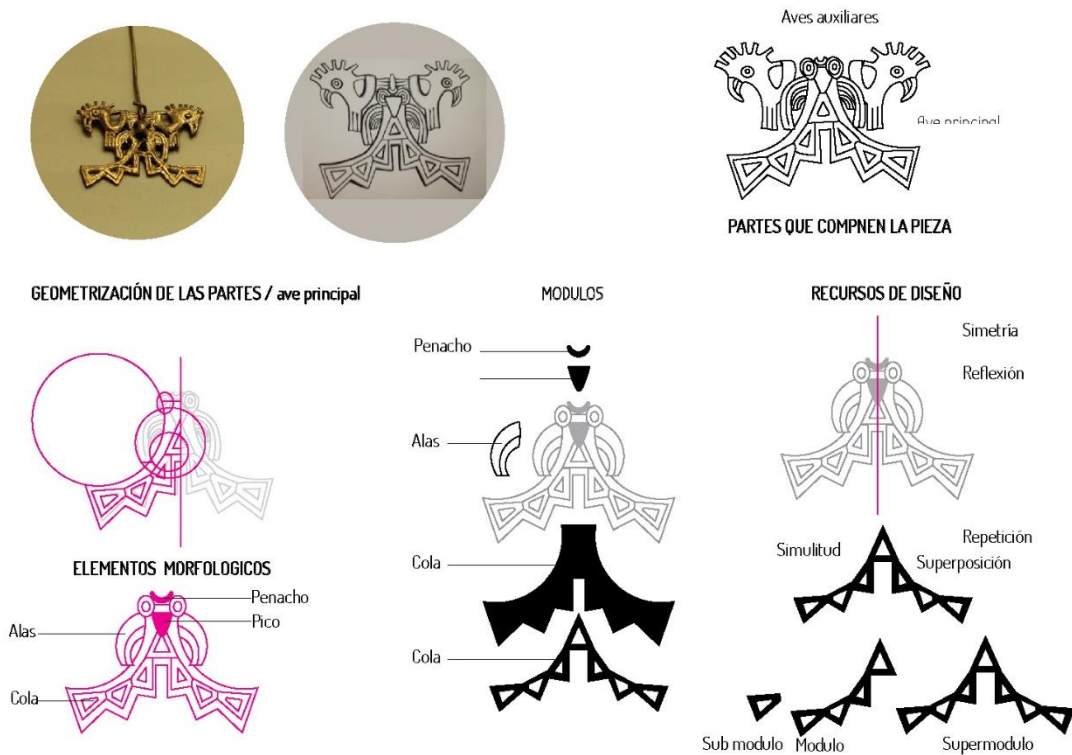 Aves auxiliares
Ave principal
PARTES QUE COMPNEN LA PIEZA
GEOMETRIZACIÓN DE LAS PARTES / ave principal
MODULOS
RECURSOS DE DISEÑO
Penacho
Alas
Cola
Cola
Simetría
Reflexión
ELEMENTOS MORFOLOGICOS
Penacho
Pico
Alas
Cola
Simulitud
Repetición
Superposición
Sub modulo
Modulo
Supermodulo